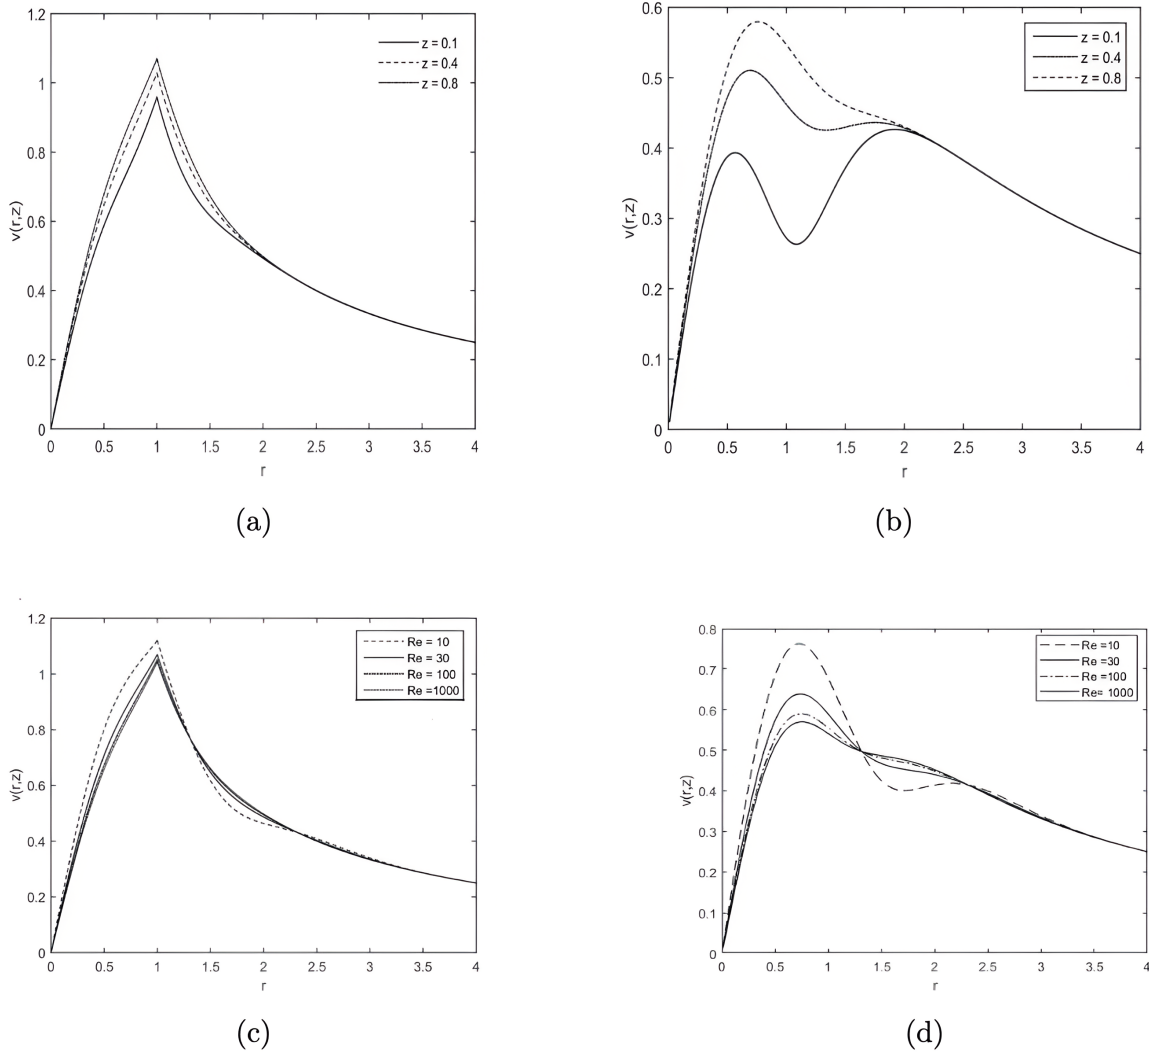 1.2
1
0.8
0.6
0.4
0.2
0
v(r,z)
z = 0.1
z = 0.4
z = 0.8
0 0.5 1 1.5 2 2.5 3 3.5 4
r
(a)
0.6
0.5
0.4
0.3
0.2
0.1
0
v(r,z)
z = 0.1
z = 0.4
z = 0.8
0 0.5 1 1.5 2 2.5 3 3.5 4
r
(b)
1.2
1
0.8
0.6
0.4
0.2
0
v(r,z)
Re = 10
Re = 30
Re = 100
Re =1000
0 0.5 1 1.5 2 2.5 3 3.5 4
r
(c)
0.8
0.7
0.6
0.5
0.4
0.3
0.2
0.1
0
v(r,z)
Re =10
Re =30
Re =100
Re= 1000
0 0.5 1 1.5 2 2.5 3 3.5 4
r
(d)